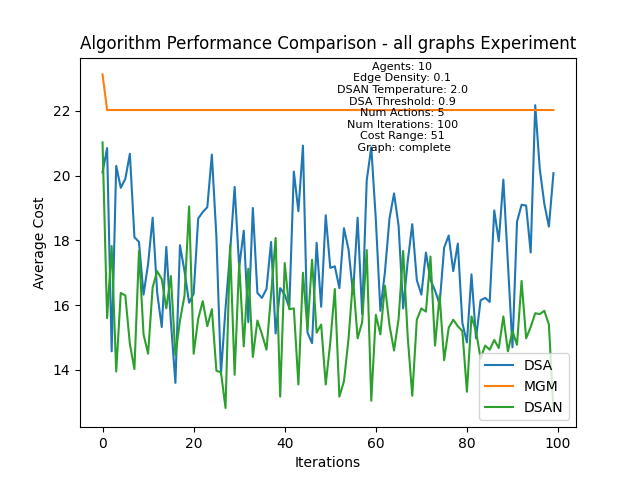 Algorithm Performance Comparison - all graphs Experiment
Agents: 10
Edge Density: 0.1
DSAN Temperature: 2.0
DSA Threshold: 0.9
Num Actions: 5
Num Iterations: 100
Cost Range: 51
Graph: complete
Average Cost
22
20
18
16
14
DSA
MGM
DSAN
0
20
40
60
80
100
Iterations